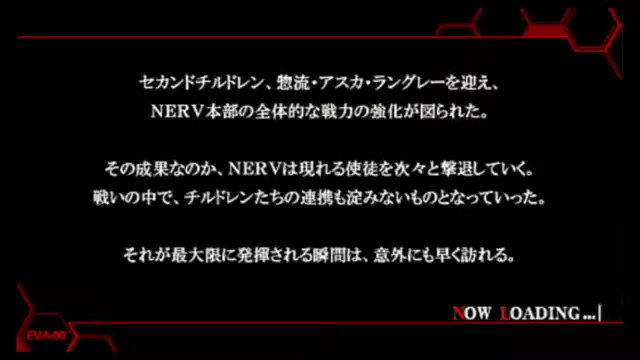 セカンドチルドレン、惣流・アスカ・ラングレーを迎え、
NERV本部の全体的な戦力の強化が図られた。
その成果なのか、NERVは現れる使徒を次々と撃退していく。
戦いの中で、チルドレンたちの連携も淀みないものとなっていった。
それが最大限に発揮される瞬間は、意外にも早く訪れる。
NOW LOADING...
EVA-00